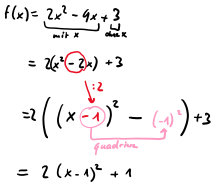 f(x) = 2x² - 4x + 3
mit x ohne x
= 2(x² - 2x) + 3
:2
= 2((x - 1)² - (-1)²) + 3
quadrieren
= 2 (x - 1)² + 1